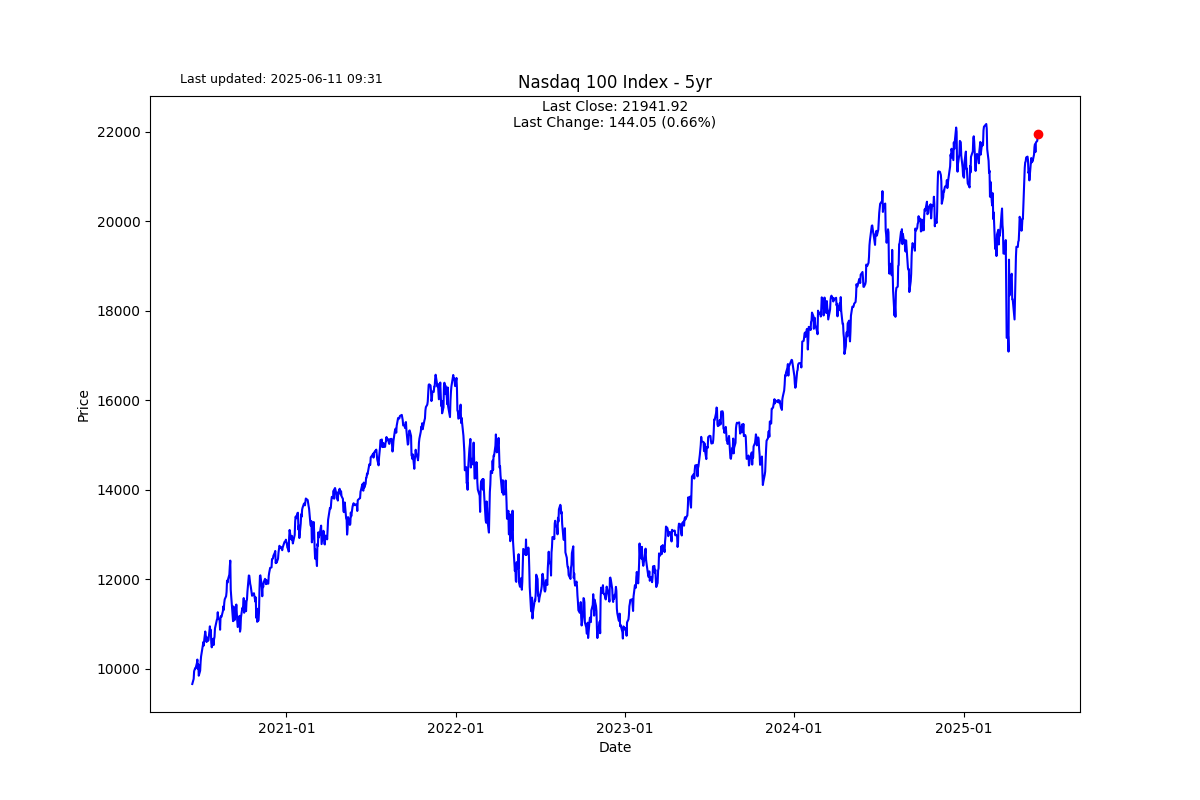 Last updated: 2025-06-11 09:31
Nasdaq 100 Index - 5yr
Last Close: 21941.92
Last Change: 144.05 (0.66%)
22000
20000
18000
16000
14000
12000
10000
Price
2021-01
2022-01
2023-01
2024-01
2025-01
Date